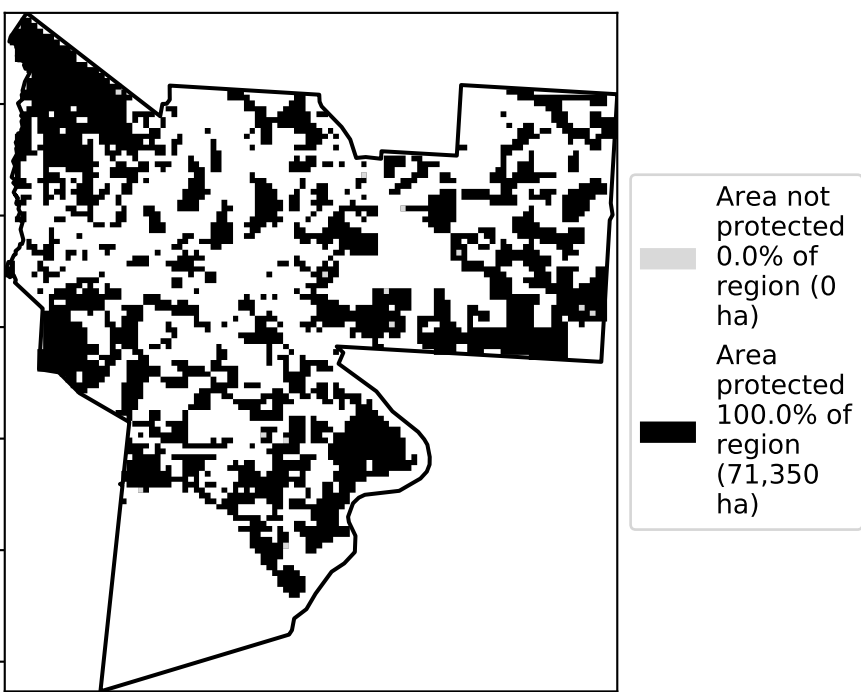 Area not
protected
0.0% of
region (0
ha)
Area
protected
100.0% of
region
(71,350
ha)